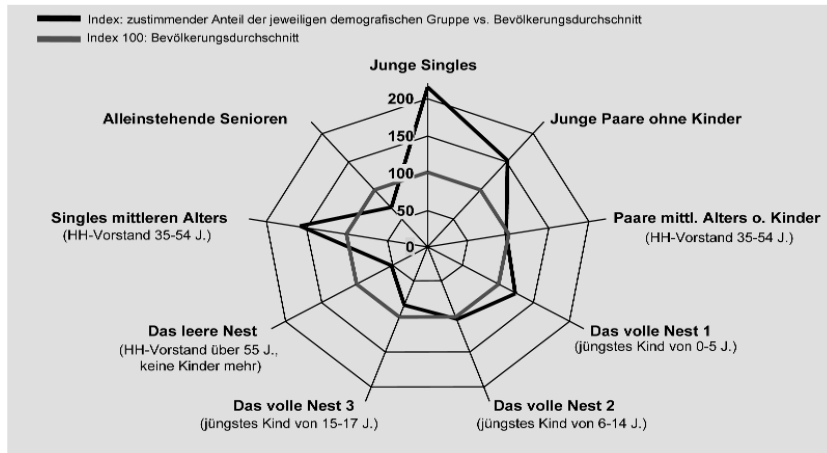 Index: zustimmender Anteil der jeweiligen demografischen Gruppe vs. Bevölkerungsdurchschnitt
Index 100: Bevölkerungsdurchschnitt
Junge Singles
200
150
100
50
0
Alleinstehende Senioren
Junge Paare ohne Kinder
Singles mittleren Alters
(HH-Vorstand 35-54 J.)
Paare mittl. Alters o. Kinder
(HH-Vorstand 35-54 J.)
Das leere Nest
(HH-Vorstand über 55 J.,
keine Kinder mehr)
Das volle Nest 1
(jüngstes Kind von 0-5 J.)
Das volle Nest 3
(jüngstes Kind von 15-17 J.)
Das volle Nest 2
(jüngstes Kind von 6-14 J.)